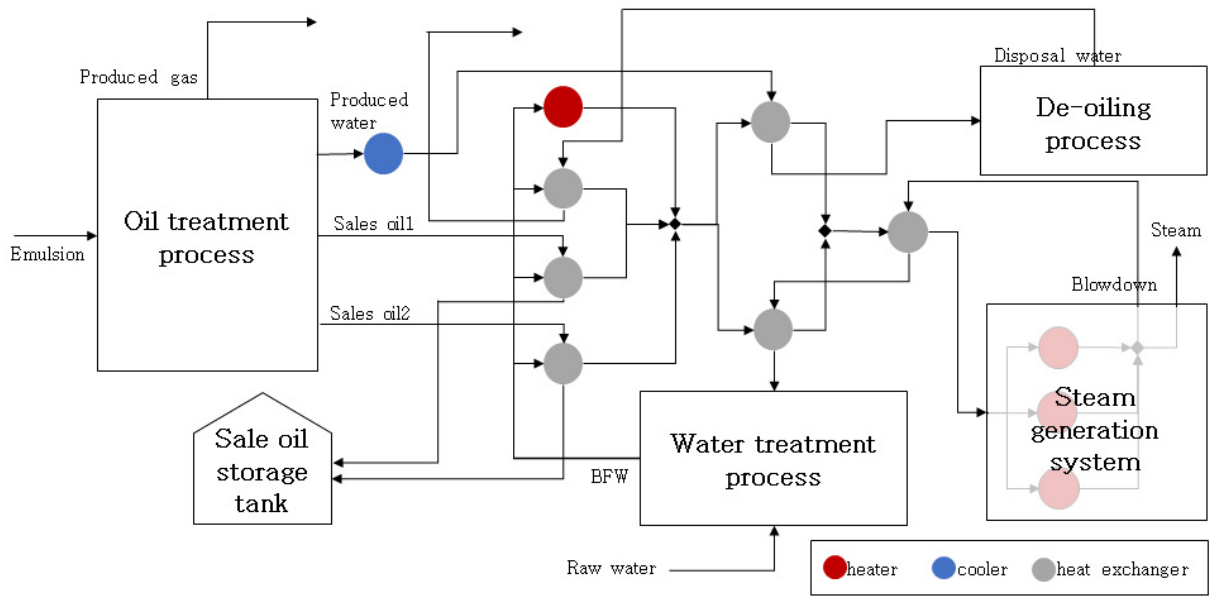 Produced gas
Disposal water
Produced
water
De-oiling
process
Oil treatment
process
Sales oil1
Steam
Emulsion
Blowdown
Sales oil2
Steam
generation
system
Sale oil
storage
tank
Water treatment
process
BFW
Raw water
heater
cooler
heat exchanger